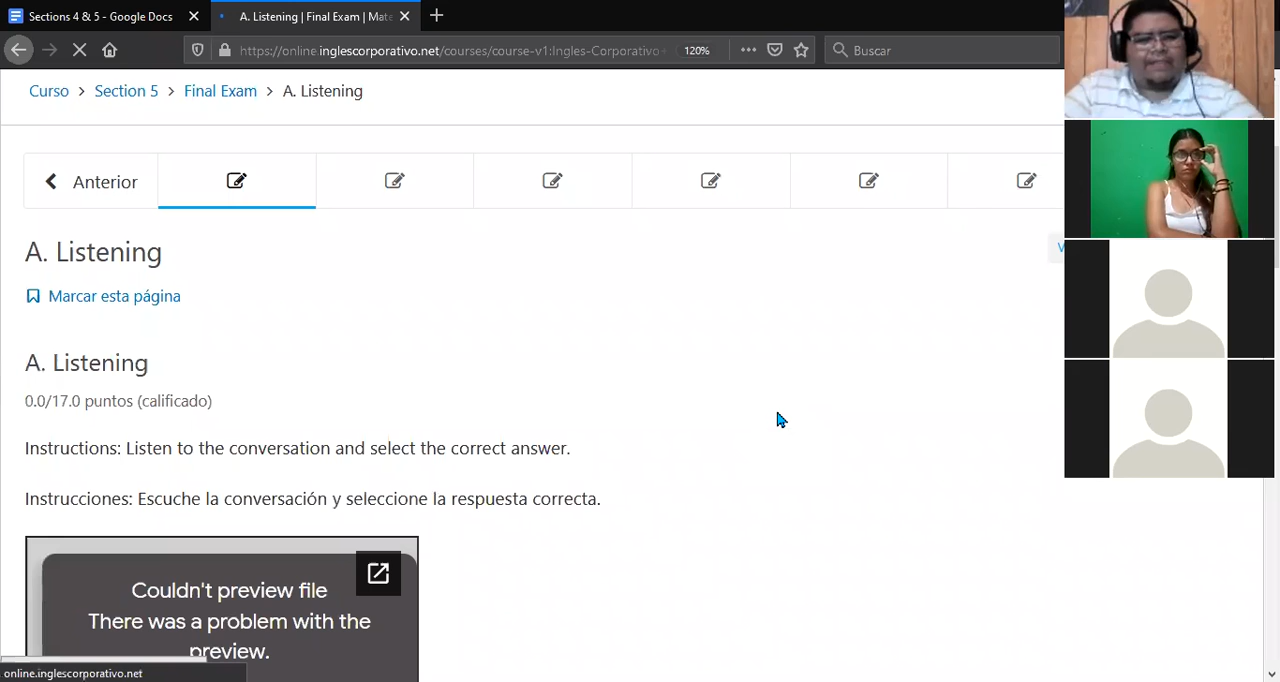 Sections 4 & 5 - Google Docs
A. Listening | Final Exam | Mate
https://online.inglescorporativo.net/courses/course-v1:Ingles-Corporativo
120%
Buscar
Curso > Section 5 > Final Exam > A. Listening
Anterior
A. Listening
V
Marcar esta página
A. Listening
0.0/17.0 puntos (calificado)
Instructions: Listen to the conversation and select the correct answer.
Instrucciones: Escuche la conversación y seleccione la respuesta correcta.
Couldn't preview file
There was a problem with the
preview.
online.inglescorporativo.net